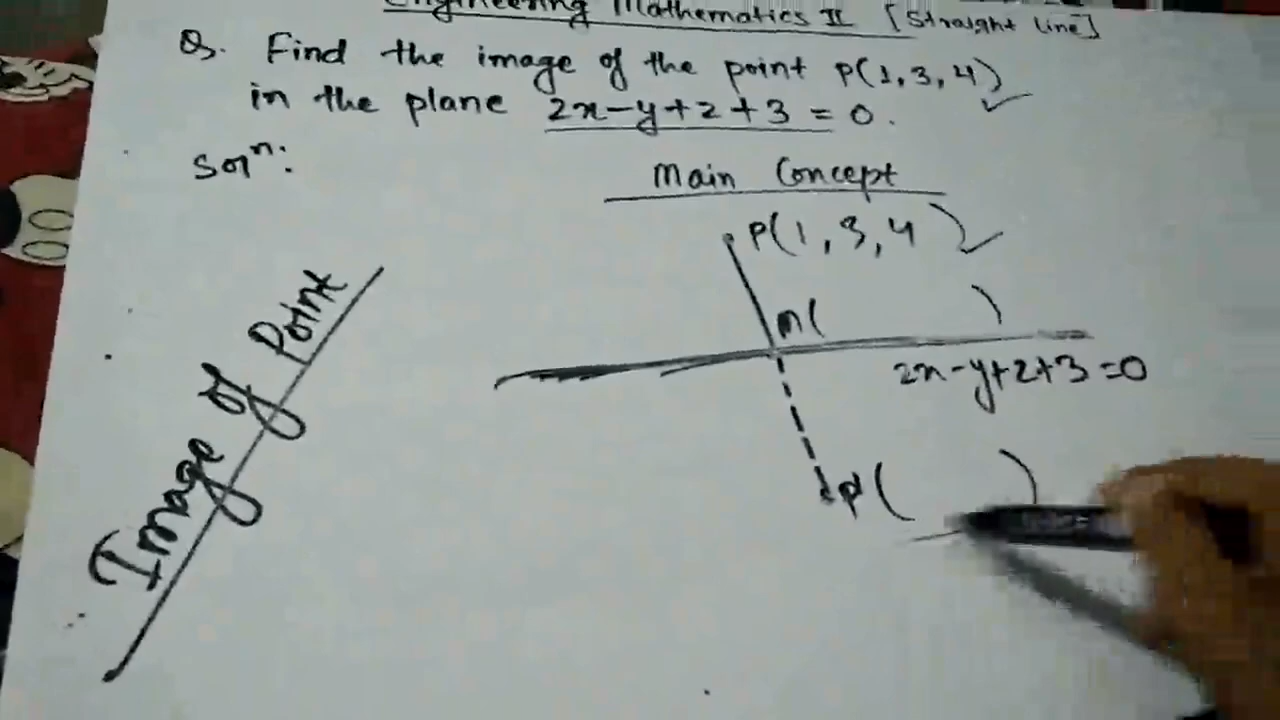 Engineering Mathematics II [Straight Line]
Q. Find the image of the point P(1,3,4)
in the plane 2x-y+z+3=0.
Solⁿ:
Main Concept
P(1,3,4)
M( )
2x-y+z+3=0
P'( )
Image of Point